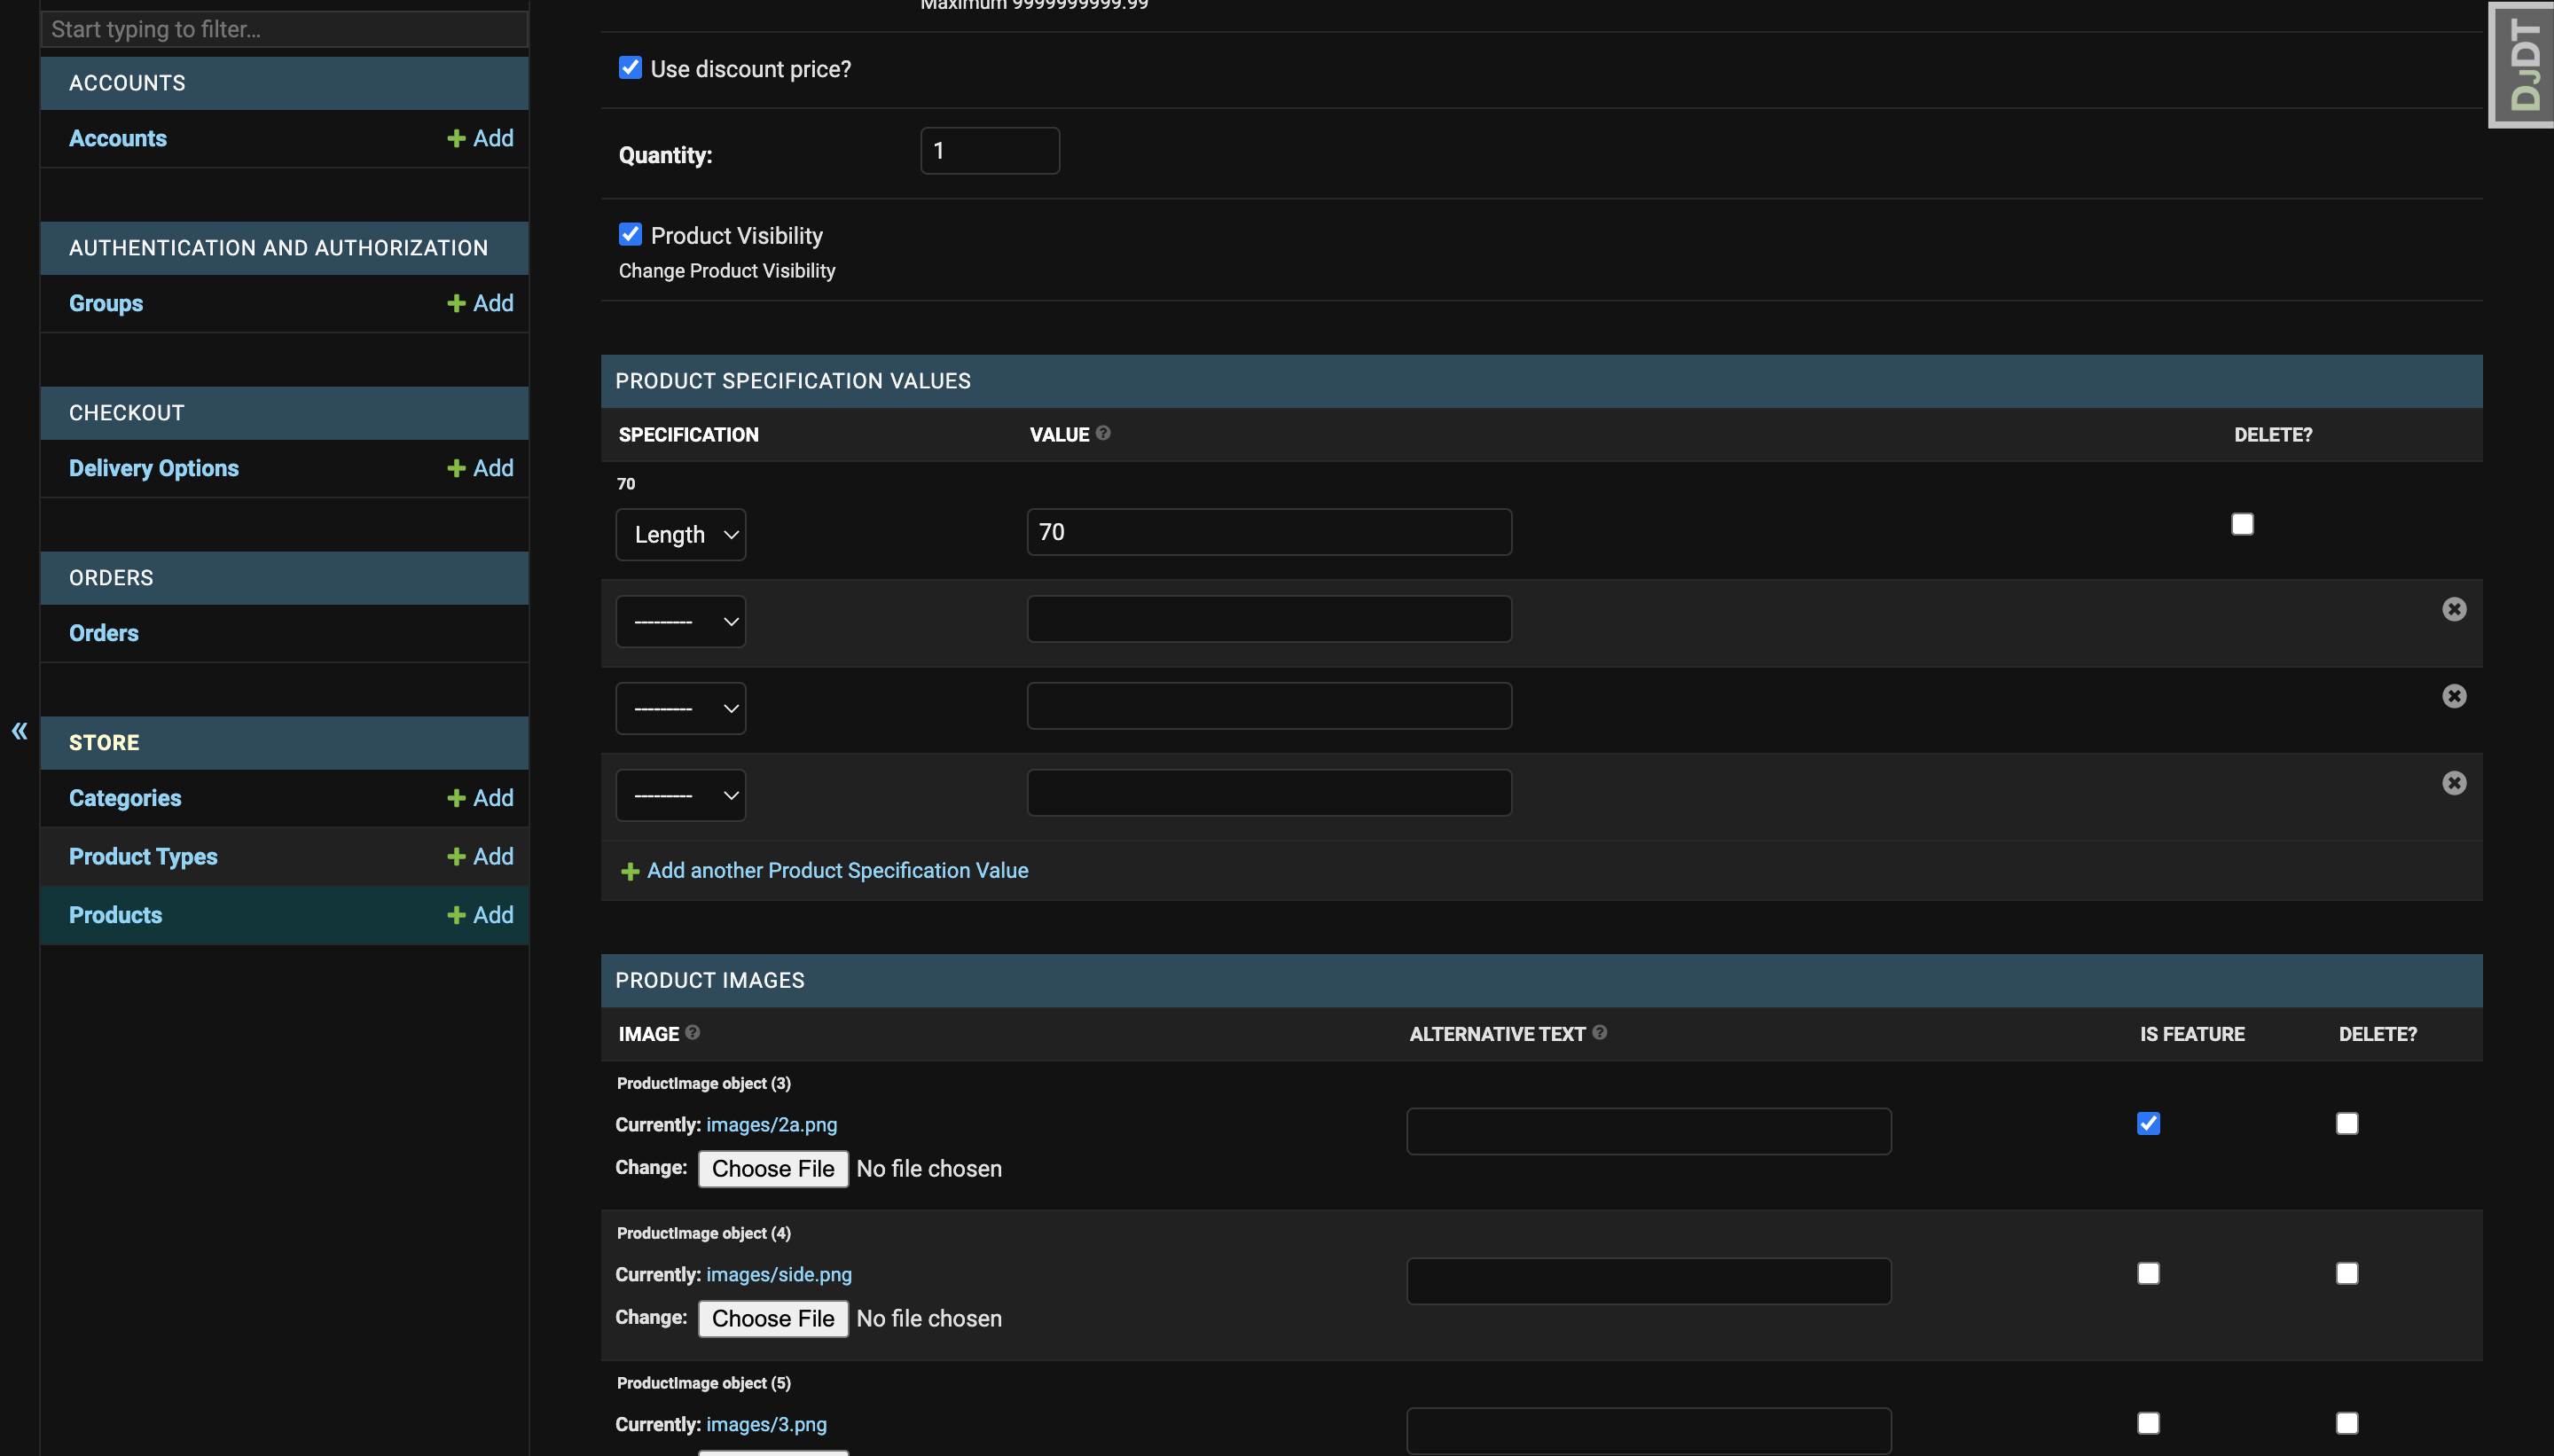 Start typing to filter...
ACCOUNTS
Accounts
Add
AUTHENTICATION AND AUTHORIZATION
Groups
Add
CHECKOUT
Delivery Options
Add
ORDERS
Orders
STORE
Categories
Add
Product Types
Add
Products
Add
«
Maximum 9999999999.99
Use discount price?
Quantity:
1
Product Visibility
Change Product Visibility
PRODUCT SPECIFICATION VALUES
SPECIFICATION VALUE DELETE?
70
Length 70
---------
---------
---------
Add another Product Specification Value
PRODUCT IMAGES
IMAGE ALTERNATIVE TEXT IS FEATURE DELETE?
ProductImage object (3)
Currently: images/2a.png
Change: Choose File No file chosen
ProductImage object (4)
Currently: images/side.png
Change: Choose File No file chosen
ProductImage object (5)
Currently: images/3.png
DJDT